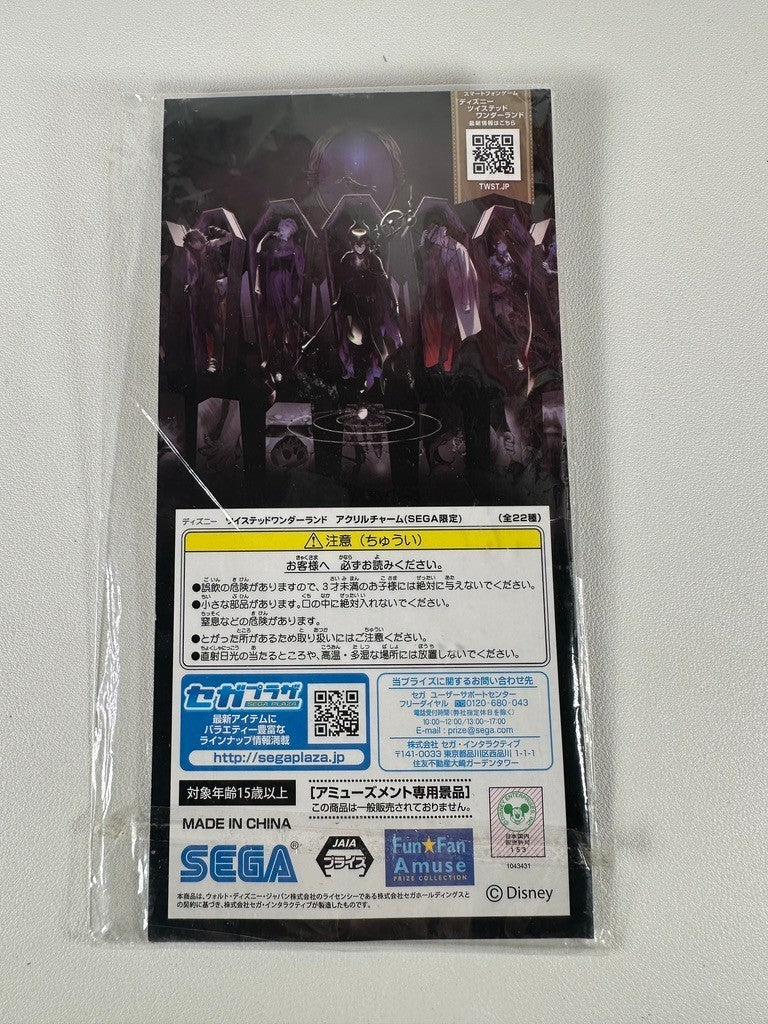 スマートフォンゲーム
ディズニー
ツイステッド
ワンダーランド
最新情報はこちら
TWST.JP
ディズニー ツイステッドワンダーランド アクリルチャーム(SEGA限定) (全22種)
⚠注意(ちゅうい)
お客様へ 必ずお読みください。
●誤飲の危険がありますので、3才未満のお子様には絶対に与えないでください。
●小さな部品があります。口の中に絶対入れないでください。
窒息などの危険があります。
●とがった所があるため取り扱いにはご注意ください。
●直射日光の当たるところや、高温・多湿な場所には放置しないでください。
セガプラザ
SEGA PLAZA
最新アイテムに
バラエティー豊富な
ラインナップ情報満載
http://segaplaza.jp
当プライズに関するお問い合わせ先
セガ ユーザーサポートセンター
フリーダイヤル 0120-680-043
電話受付時間(弊社指定休日を除く)
10:00~12:00/13:00~17:00
E-mail : prize@sega.com
株式会社 セガ・インタラクティブ
〒141-0033 東京都品川区西品川 1-1-1
住友不動産大崎ガーデンタワー
対象年齢15歳以上
[アミューズメント専用景品]
この商品は一般販売されておりません。
MADE IN CHINA
SEGA®
JAIA
プライズ
Fun★Fan
Amuse
PRIZE COLLECTION
日本国内
販売許可
153
1043431
©Disney
本商品は、ウォルト・ディズニー・ジャパン株式会社のライセンシーである株式会社セガホールディングスと
の契約に基づき、株式会社セガ・インタラクティブが製造したものです。